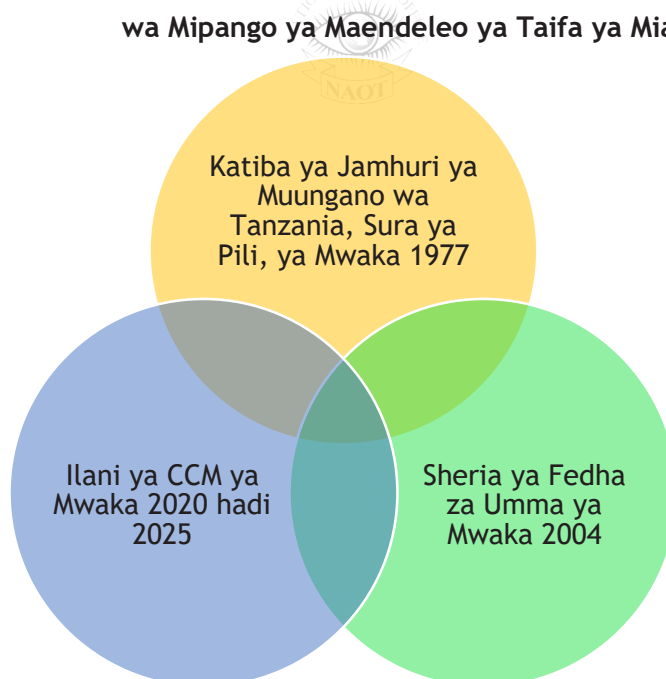 wa Mipango ya Maendeleo ya Taifa ya
NAOT
Katiba ya Jamhuri ya
Muungano wa
Tanzania, Sura ya
Pili, ya Mwaka 1977
Ilani ya CCM ya
Mwaka 2020 hadi
2025
Sheria ya Fedha
za Umma ya
Mwaka 2004